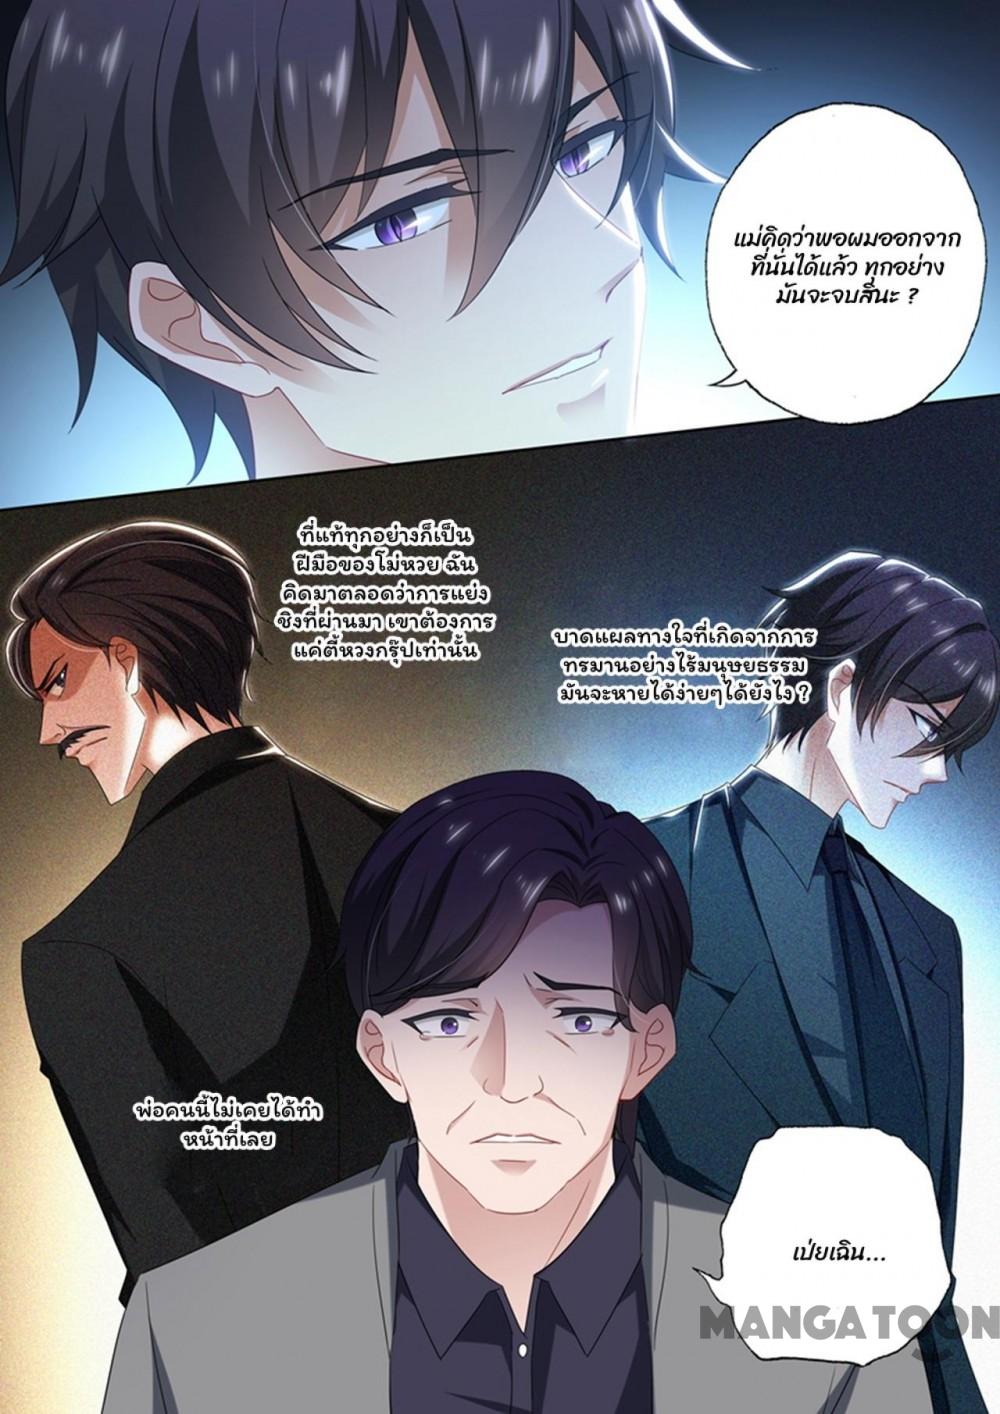 แม่คิดว่าพอผมออกจาก
ที่นั่นได้แล้ว ทุกอย่าง
มันจะจบสินะ ?
ที่แท้ทุกอย่างก็เป็น
ฝีมือของโม่หวย ฉัน
คิดมาตลอดว่าการแย่ง
ชิงที่ผ่านมา เขาต้องการ
แค่ตี้หวงกรุ๊ปเท่านั้น
บาดแผลทางใจที่เกิดจากการ
ทรมานอย่างไร้มนุษยธรรม
มันจะหายได้ง่ายๆได้ยังไง ?
พ่อคนนี้ไม่เคยได้ทำ
หน้าที่เลย
เป่ยเฉิน...
MANGATOON